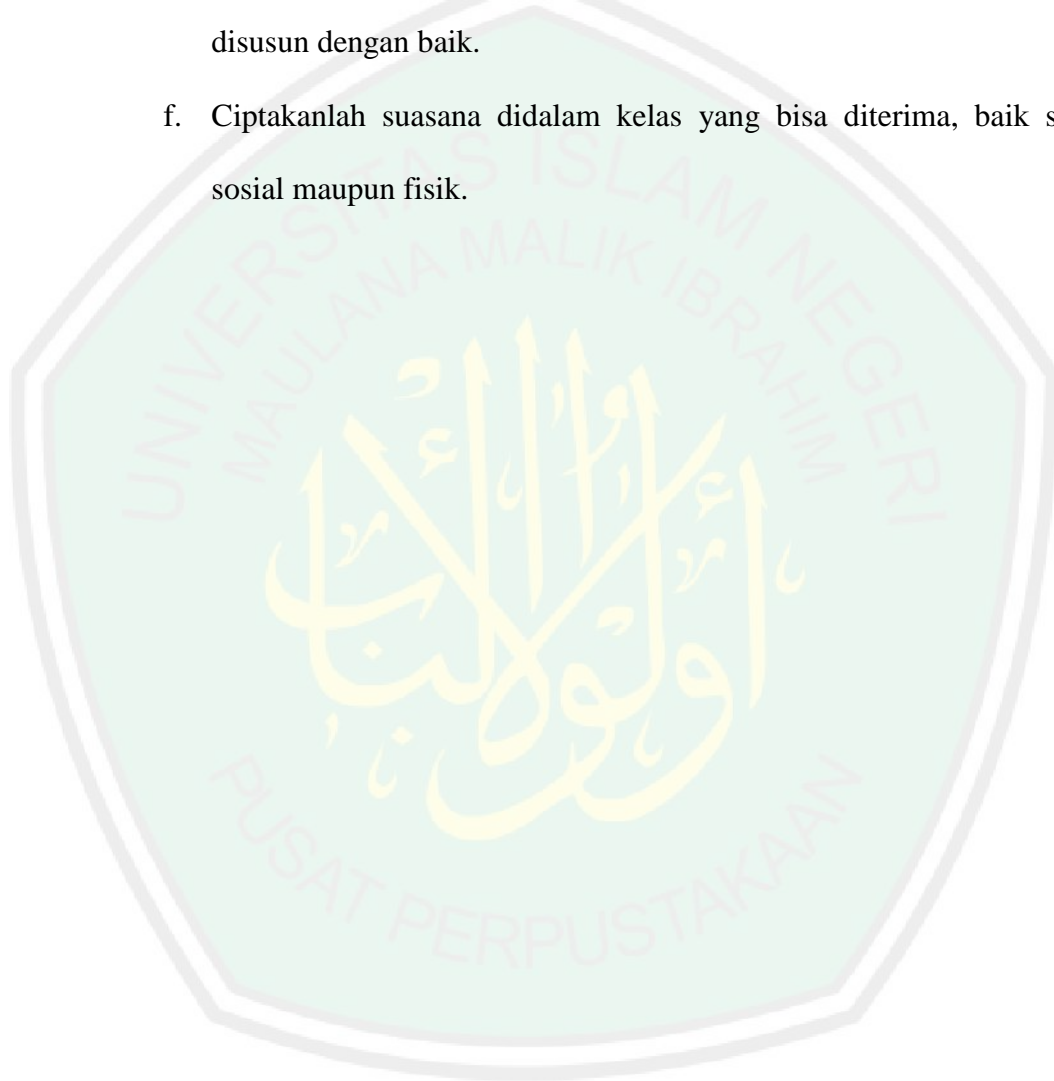 disusun dengan baik.
f. Ciptakanlah suasana didalam kelas yang bisa diterima, baik s
sosial maupun fisik.
UNIVERSITAS ISLAM NEGERI
MAULANA MALIK IBRAHIM
PUSAT PERPUSTAKAAN